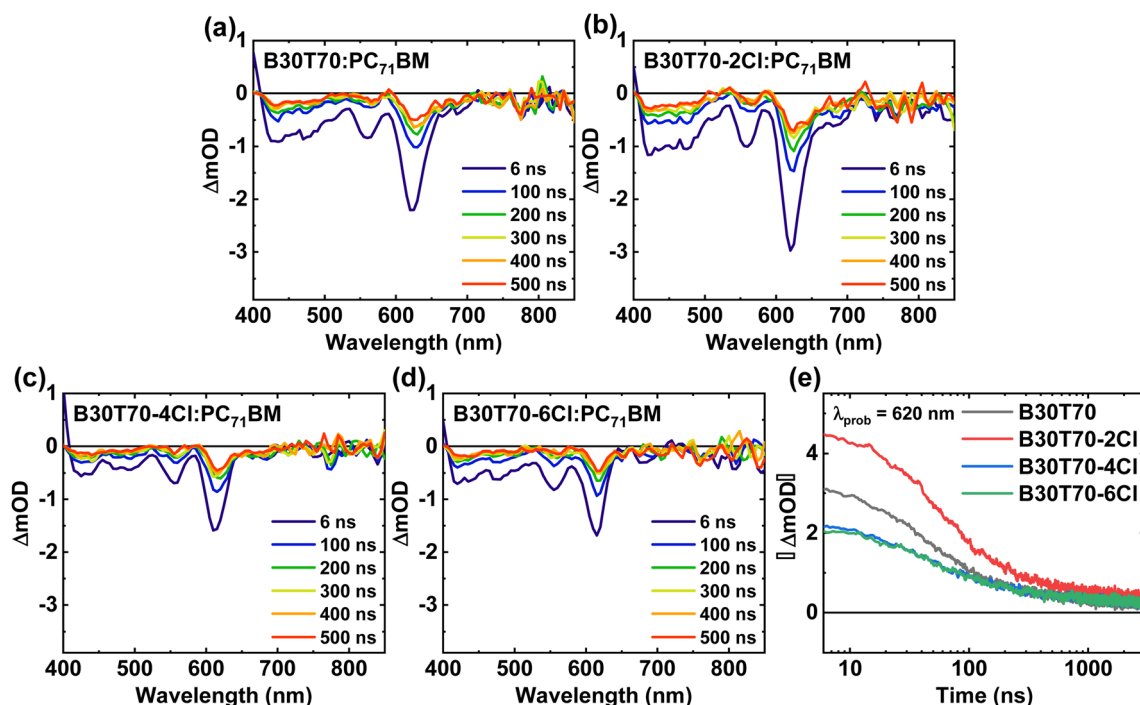 (a)
B30T70:PC₇₁BM
1
0
-1
-2
-3
ΔmOD
6 ns
100 ns
200 ns
300 ns
400 ns
500 ns
400 500 600 700 800
Wavelength (nm)
(b)
B30T70-2Cl:PC₇₁BM
1
0
-1
-2
-3
ΔmOD
6 ns
100 ns
200 ns
300 ns
400 ns
500 ns
400 500 600 700 800
Wavelength (nm)
(c)
B30T70-4Cl:PC₇₁BM
1
0
-1
-2
-3
ΔmOD
6 ns
100 ns
200 ns
300 ns
400 ns
500 ns
400 500 600 700 800
Wavelength (nm)
(d)
B30T70-6Cl:PC₇₁BM
1
0
-1
-2
-3
ΔmOD
6 ns
100 ns
200 ns
300 ns
400 ns
500 ns
400 500 600 700 800
Wavelength (nm)
(e)
λprob = 620 nm
B30T70
B30T70-2Cl
B30T70-4Cl
B30T70-6Cl
4
2
0
▯ ΔmOD▯
10 100 1000
Time (ns)